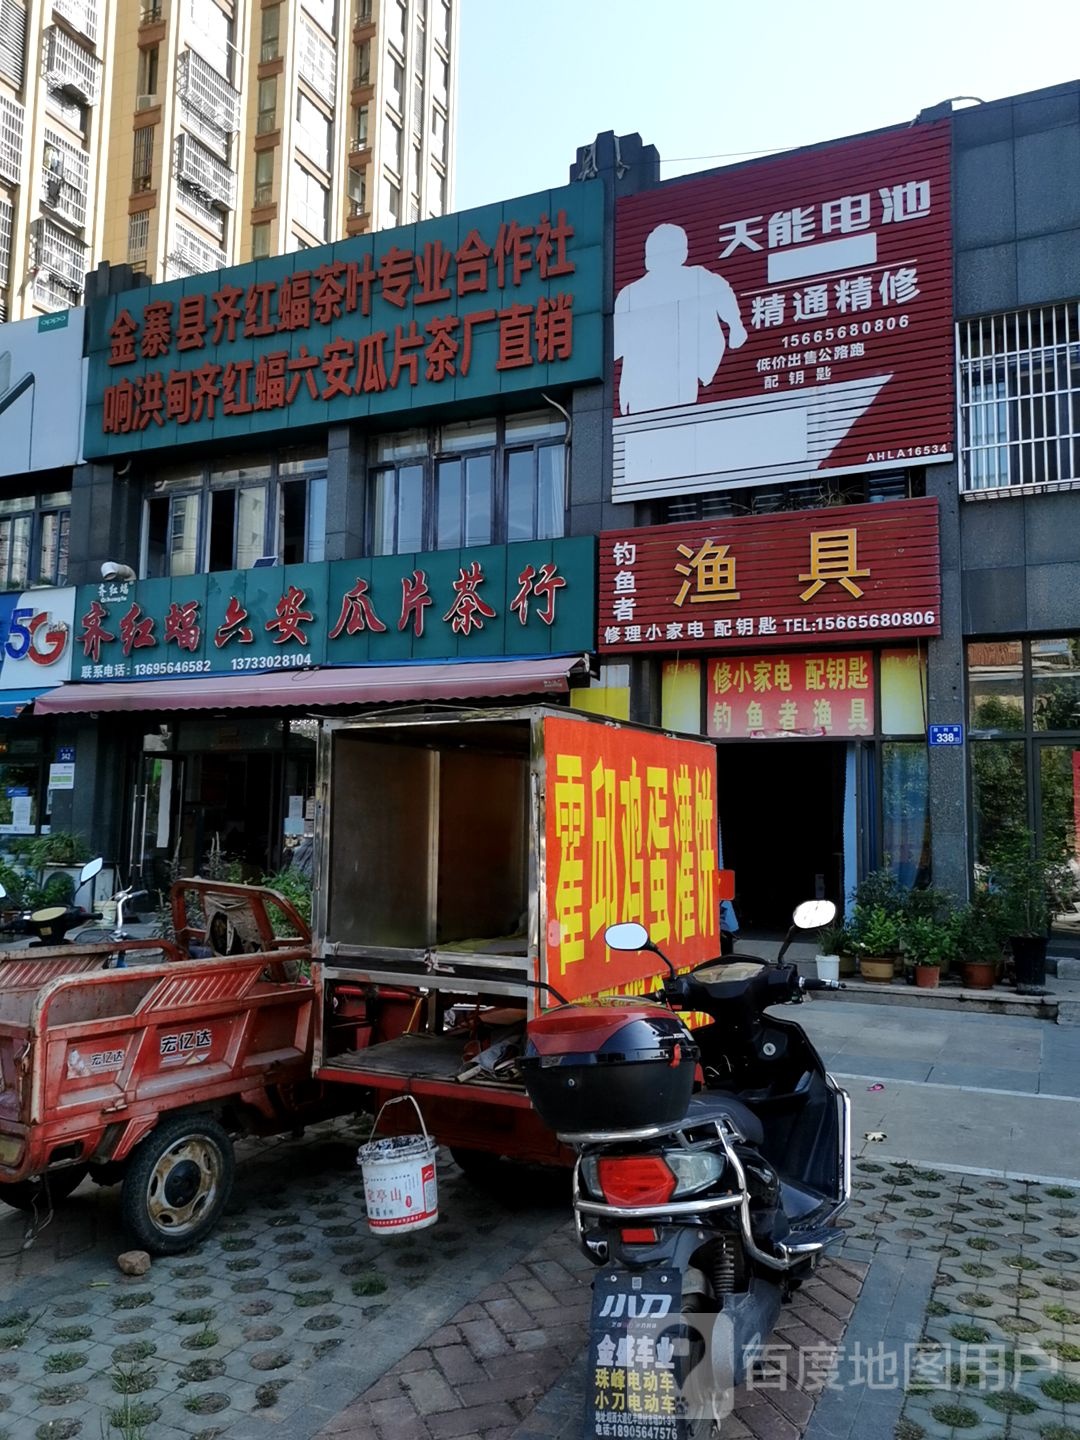 oppo
金寨县齐红蝠茶叶专业合作社
响洪甸齐红蝠六安瓜片茶厂直销
天能电池
精通精修
15665680806
低价出售公路跑
配钥匙
AHLA16534
钓鱼者
渔具
修理小家电 配钥匙 TEL:15665680806
5G
齐红蝠
齐红蝠六安瓜片茶行
联系电话: 13695646582 13733028104
修小家电 配钥匙
钓鱼者渔具
338
342
霍邱鸡蛋灌饼
宏亿达
宏亿达
小刀
金盛车业
珠峰电动车
小刀电动车
电话:18905647576
百度地图用户